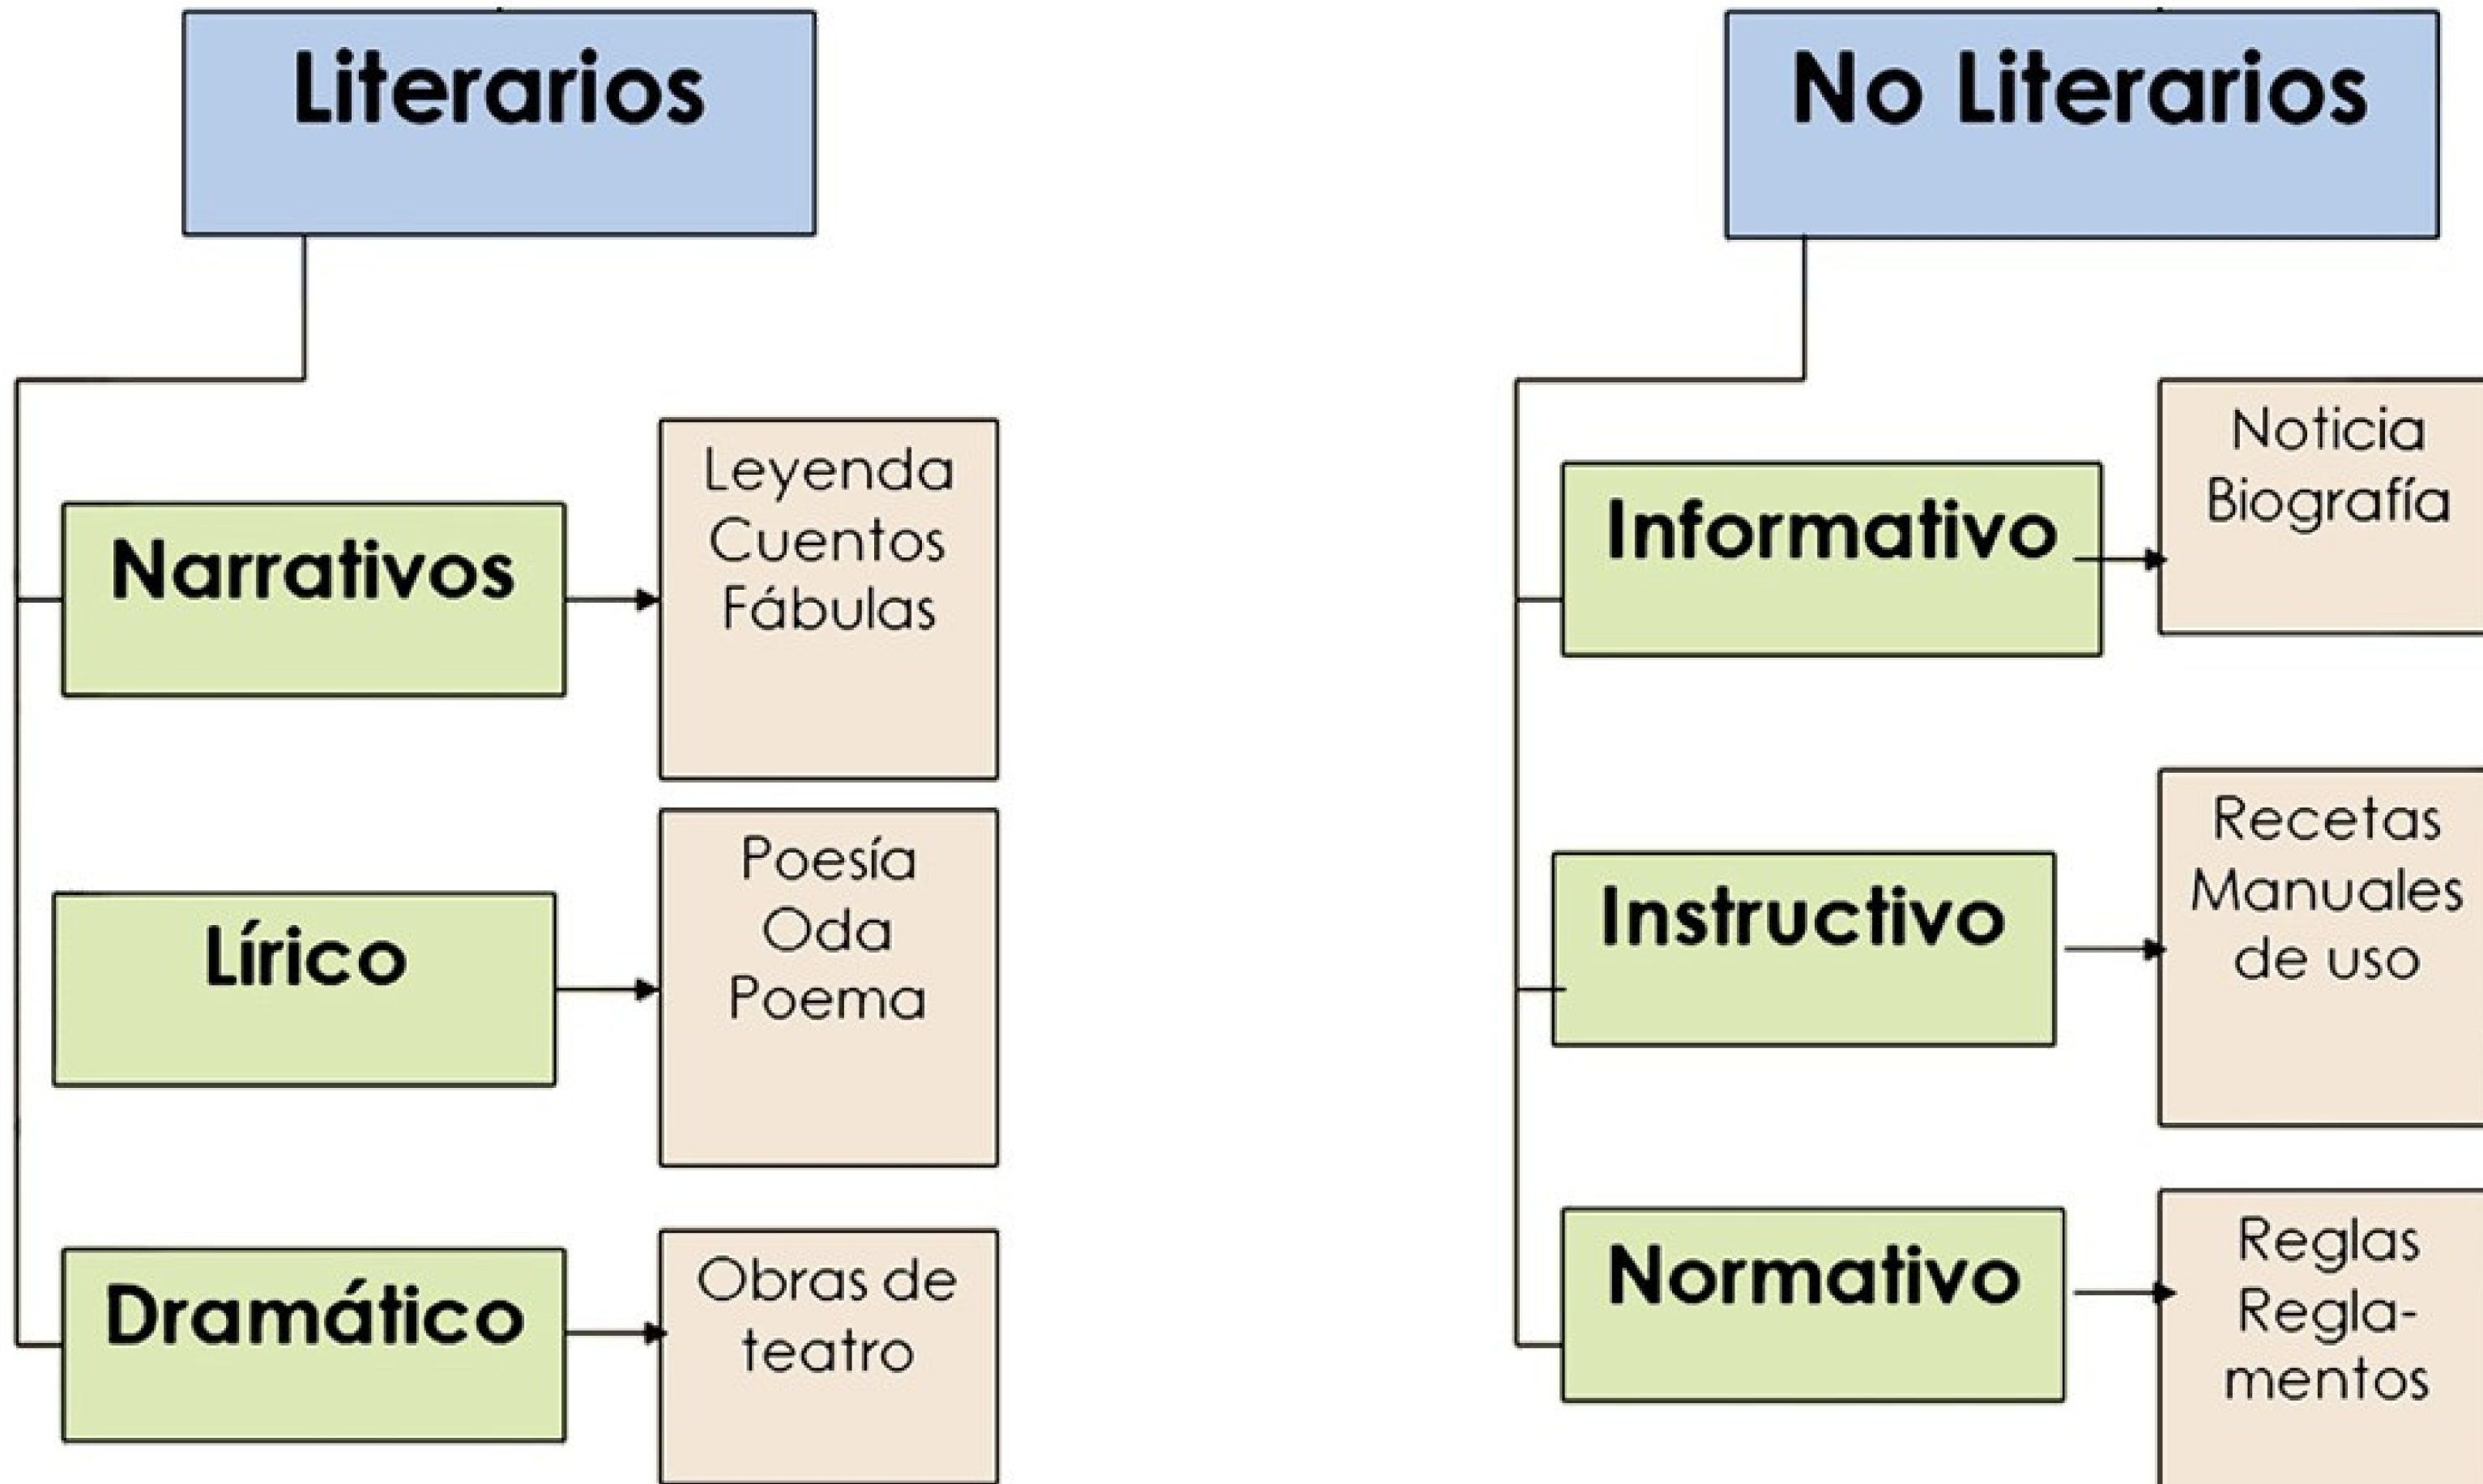 Literarios
Narrativos
Leyenda
Cuentos
Fábulas
Lírico
Poesía
Oda
Poema
Dramático
Obras de
teatro
No Literarios
Informativo
Noticia
Biografía
Instructivo
Recetas
Manuales
de uso
Normativo
Reglas
Regla-
mentos